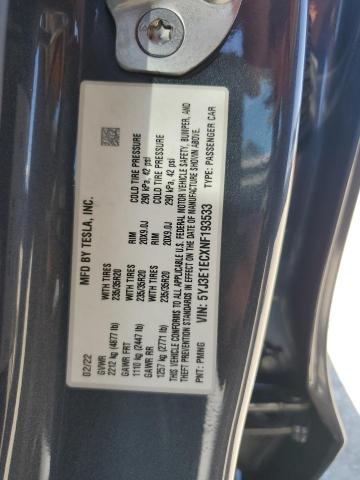 MFD BY TESLA, INC.
02/22
GVWR
2212 kg (4877 lb)
WITH TIRES
235/35R20
RIM
20X9.0J
COLD TIRE PRESSURE
290 kPa, 42 psi
GAWR FRT
1110 kg (2447 lb)
WITH TIRES
235/35R20
RIM
20X9.0J
COLD TIRE PRESSURE
290 kPa, 42 psi
GAWR RR
1257 kg (2771 lb)
THIS VEHICLE CONFORMS TO ALL APPLICABLE U.S. FEDERAL MOTOR VEHICLE SAFETY, BUMPER, AND
THEFT PREVENTION STANDARDS IN EFFECT ON THE DATE OF MANUFACTURE SHOWN ABOVE.
VIN: 5YJ3E1ECXNF193533
PNT: PMNG
TYPE: PASSENGER CAR